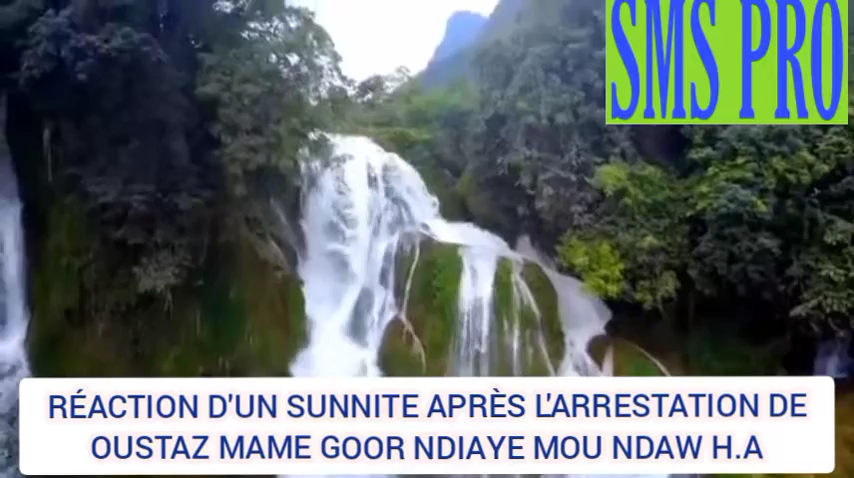 SMS PRO
RÉACTION D'UN SUNNITE APRÈS L'ARRESTATION DE
OUSTAZ MAME GOOR NDIAYE MOU NDAW H.A